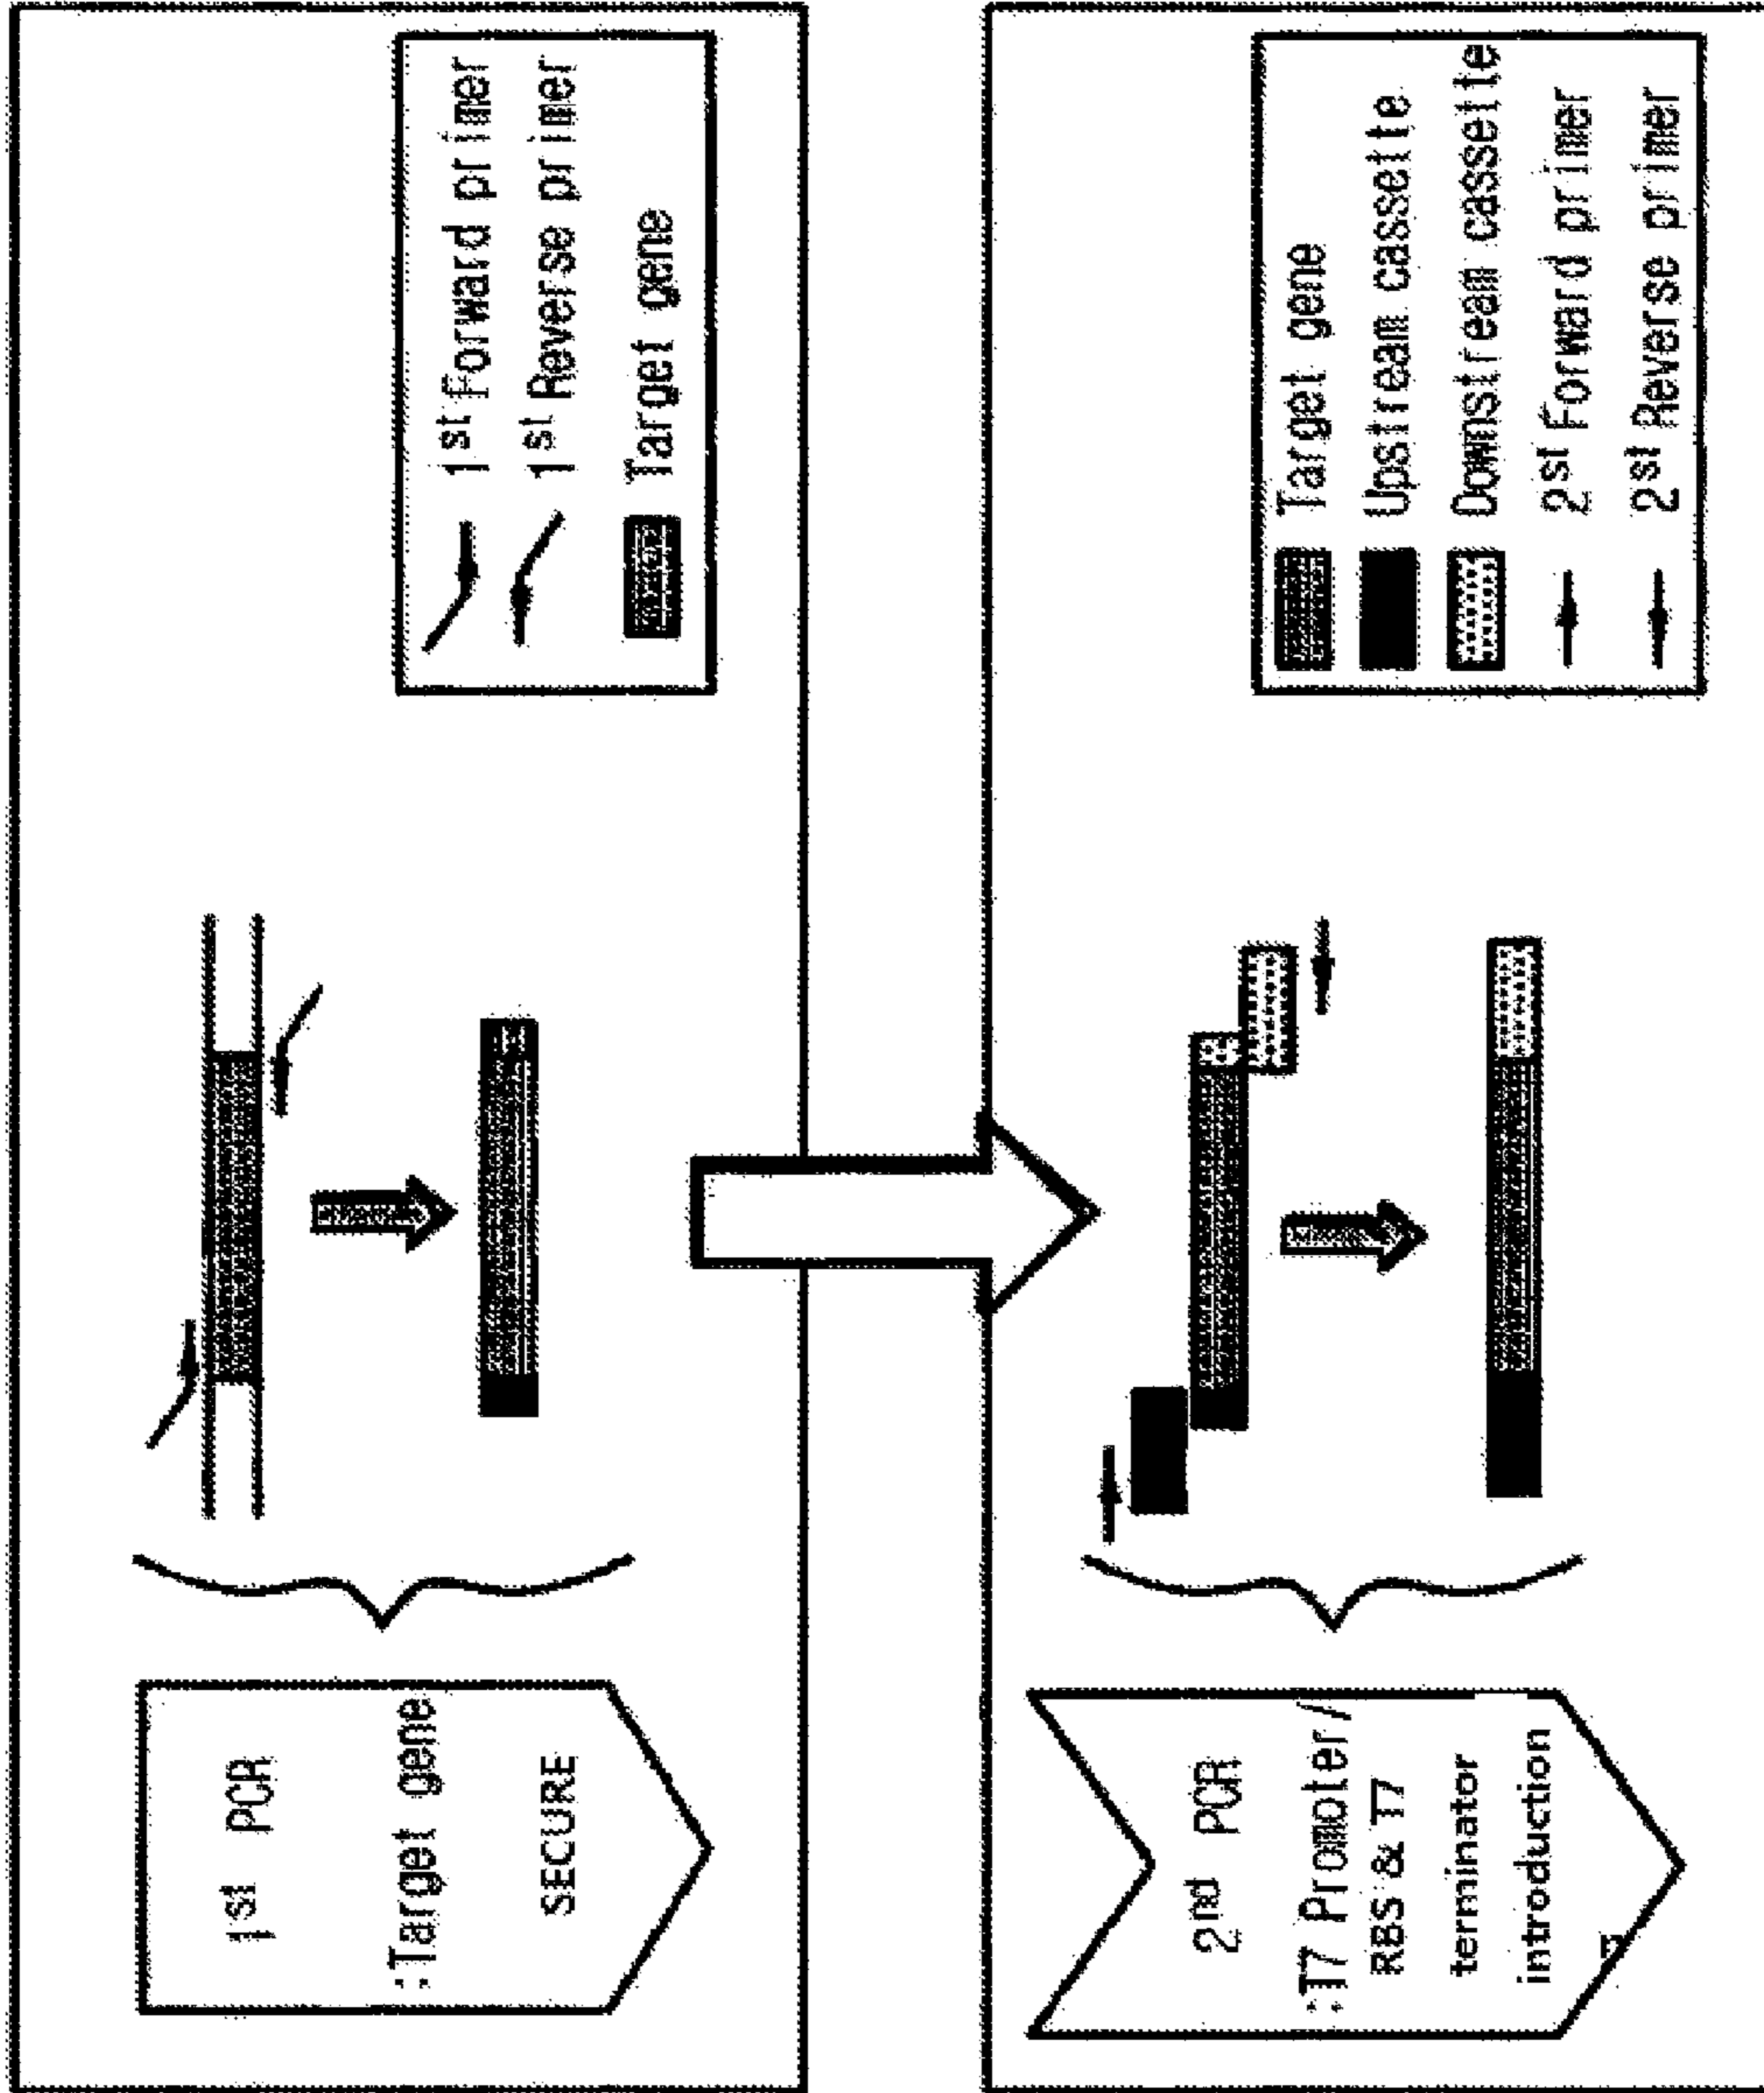 1st PCR
:Target gene
SECURE
1st Forward primer
1st Reverse primer
Target gene
2nd PCR
:T7 Promoter/
RBS & T7
terminator
introduction
Target gene
Upstream cassette
Downstream cassette
2st Forward primer
2st Reverse primer